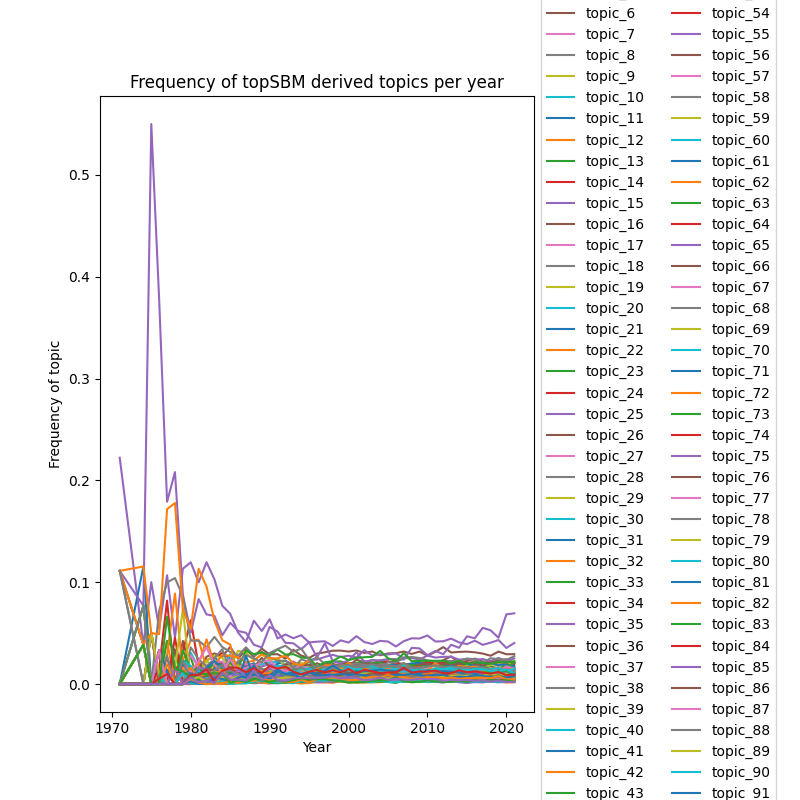 Frequency of topSBM derived topics per year
Frequency of topic
0.5
0.4
0.3
0.2
0.1
0.0
1970 1980 1990 2000 2010 2020
Year
topic_6 topic_54
topic_7 topic_55
topic_8 topic_56
topic_9 topic_57
topic_10 topic_58
topic_11 topic_59
topic_12 topic_60
topic_13 topic_61
topic_14 topic_62
topic_15 topic_63
topic_16 topic_64
topic_17 topic_65
topic_18 topic_66
topic_19 topic_67
topic_20 topic_68
topic_21 topic_69
topic_22 topic_70
topic_23 topic_71
topic_24 topic_72
topic_25 topic_73
topic_26 topic_74
topic_27 topic_75
topic_28 topic_76
topic_29 topic_77
topic_30 topic_78
topic_31 topic_79
topic_32 topic_80
topic_33 topic_81
topic_34 topic_82
topic_35 topic_83
topic_36 topic_84
topic_37 topic_85
topic_38 topic_86
topic_39 topic_87
topic_40 topic_88
topic_41 topic_89
topic_42 topic_90
topic_43 topic_91